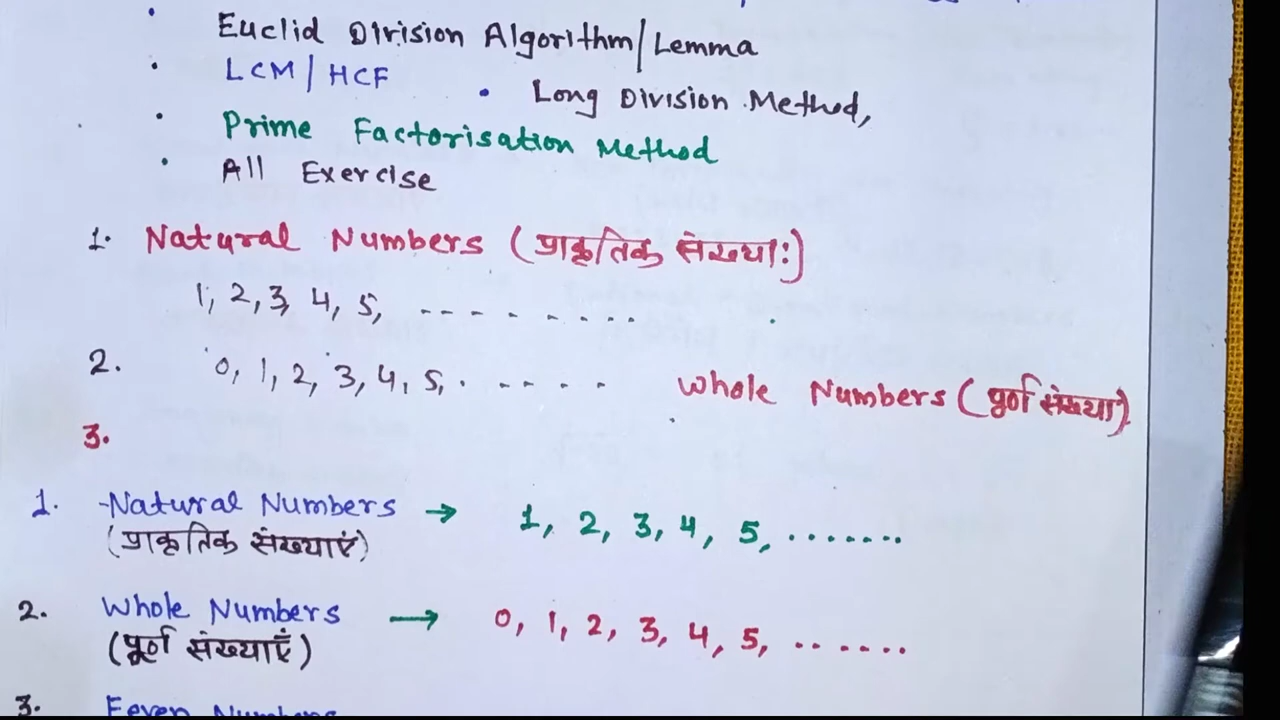 Euclid Division Algorithm/Lemma
LCM/HCF • Long Division Method,
Prime Factorisation Method
All Exercise
1. Natural Numbers (प्राकृतिक संख्या:)
1, 2, 3, 4, 5, ---------
2. 0, 1, 2, 3, 4, 5, ----- Whole Numbers (पूर्ण संख्या)
3.
1. Natural Numbers → 1, 2, 3, 4, 5, .......
(प्राकृतिक संख्याएं)
2. Whole Numbers → 0, 1, 2, 3, 4, 5, .......
(पूर्ण संख्याएँ)
3. Eeven Numbers